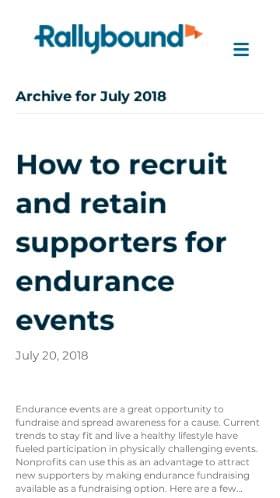 Rallybound
Archive for July 2018
How to recruit
and retain
supporters for
endurance
events
July 20, 2018
Endurance events are a great opportunity to
fundraise and spread awareness for a cause. Current
trends to stay fit and live a healthy lifestyle have
fueled participation in physically challenging events.
Nonprofits can use this as an advantage to attract
new supporters by making endurance fundraising
available as a fundraising option. Here are a few...